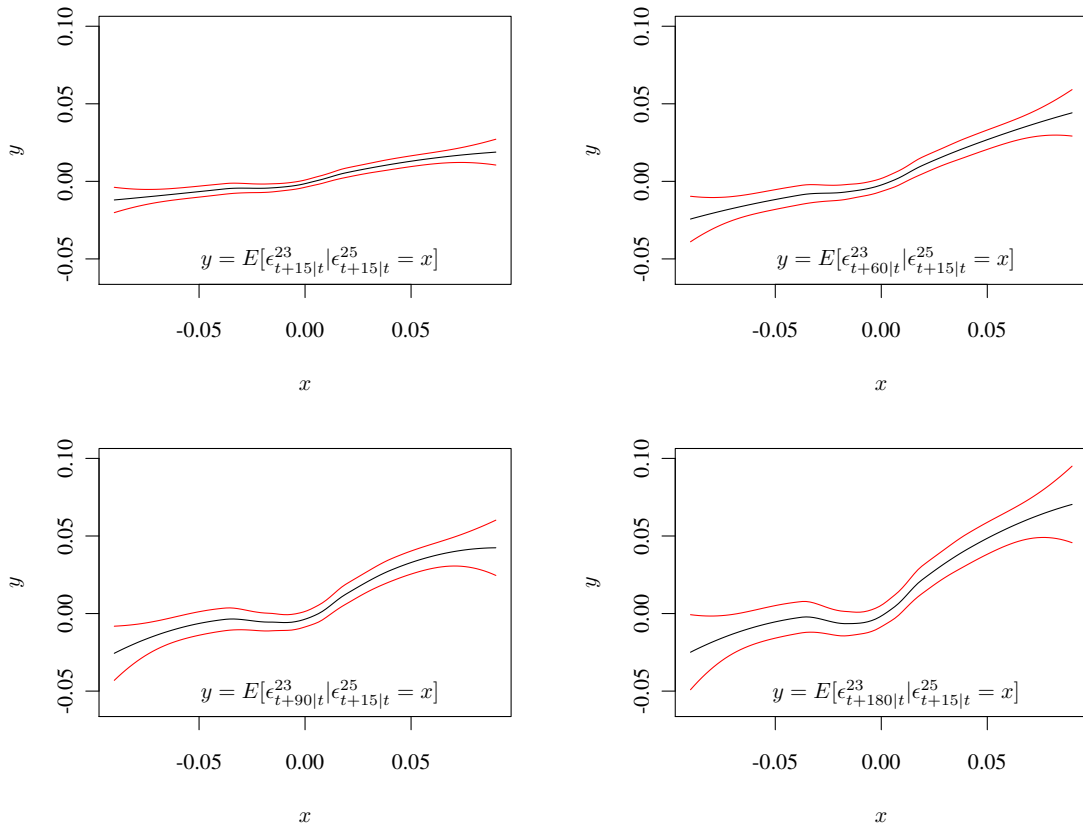 0.10
0.05
0.00
-0.05
y
y = E[ϵ^{23}_{t+15|t}|ϵ^{25}_{t+15|t} = x]
-0.05 0.00 0.05
x
0.10
0.05
0.00
-0.05
y
y = E[ϵ^{23}_{t+60|t}|ϵ^{25}_{t+15|t} = x]
-0.05 0.00 0.05
x
0.10
0.05
0.00
-0.05
y
y = E[ϵ^{23}_{t+90|t}|ϵ^{25}_{t+15|t} = x]
-0.05 0.00 0.05
x
0.10
0.05
0.00
-0.05
y
y = E[ϵ^{23}_{t+180|t}|ϵ^{25}_{t+15|t} = x]
-0.05 0.00 0.05
x